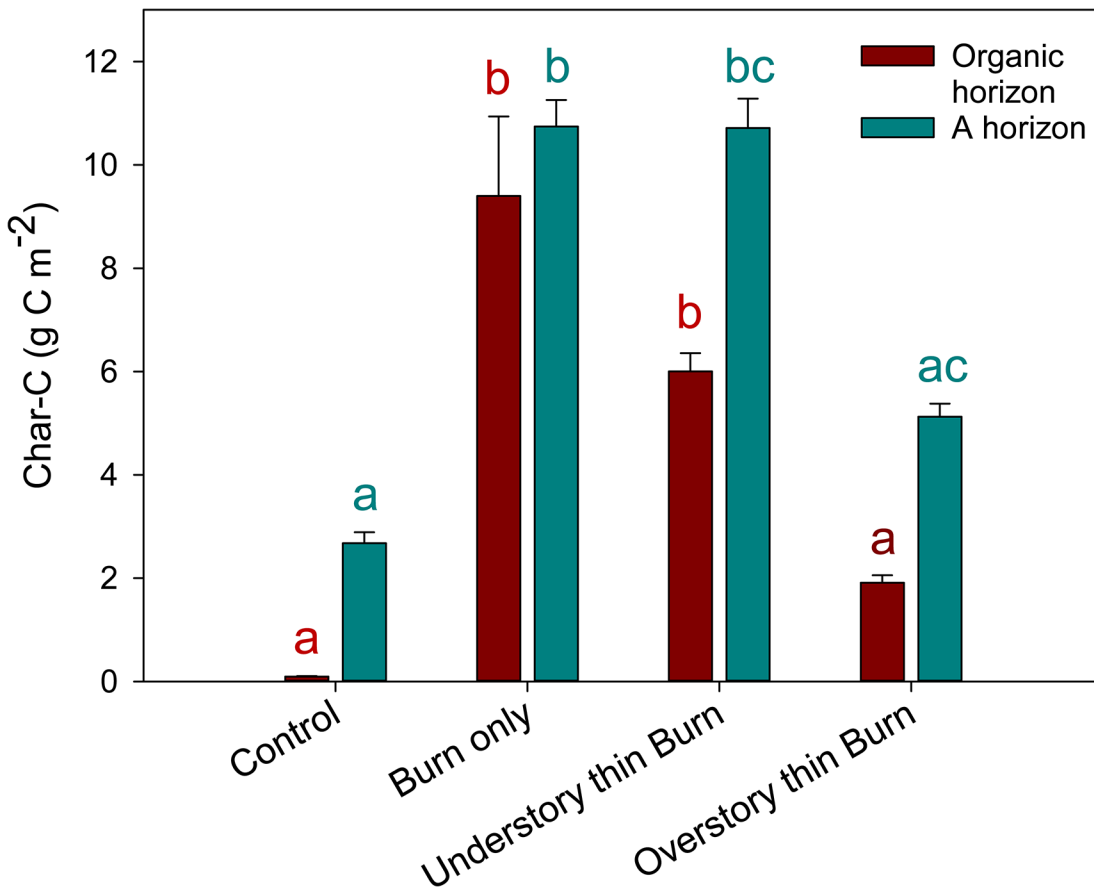 Char-C (g C m⁻²)
12
10
8
6
4
2
0
Organic
horizon
A horizon
a
a
b
b
b
bc
a
ac
Control
Burn only
Understory thin Burn
Overstory thin Burn